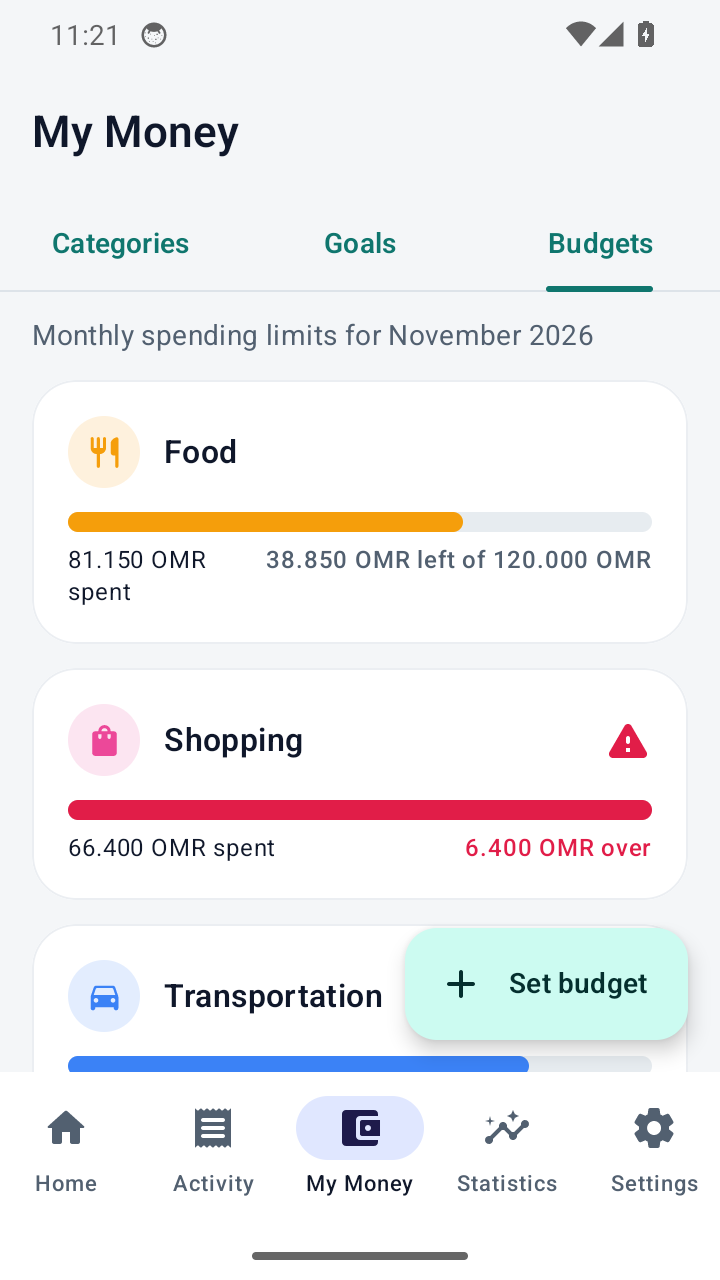 11:21
My Money
Categories
Goals
Budgets
Monthly spending limits for November 2026
Food
81.150 OMR spent
38.850 OMR left of 120.000 OMR
Shopping
66.400 OMR spent
6.400 OMR over
Transportation
Set budget
Home
Activity
My Money
Statistics
Settings